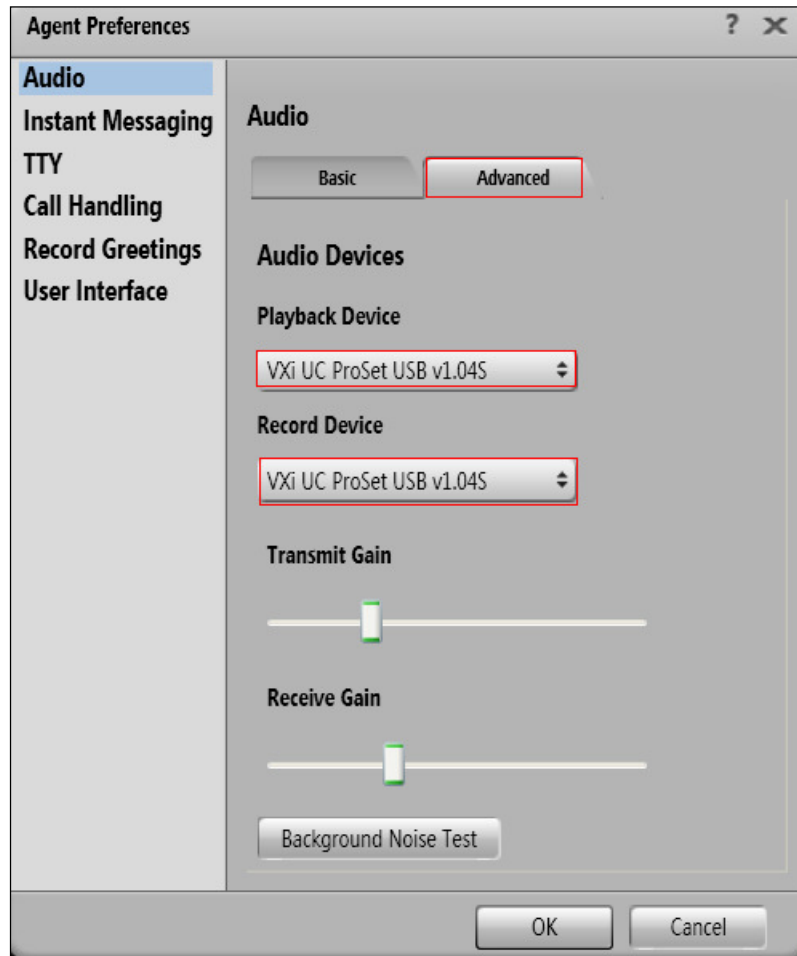 Agent Preferences
?
Audio
Instant Messaging
TTY
Call Handling
Record Greetings
User Interface
Audio
Basic
Advanced
Audio Devices
Playback Device
VXi UC ProSet USB v1.04S
Record Device
VXi UC ProSet USB v1.04S
Transmit Gain
Receive Gain
Background Noise Test
OK
Cancel